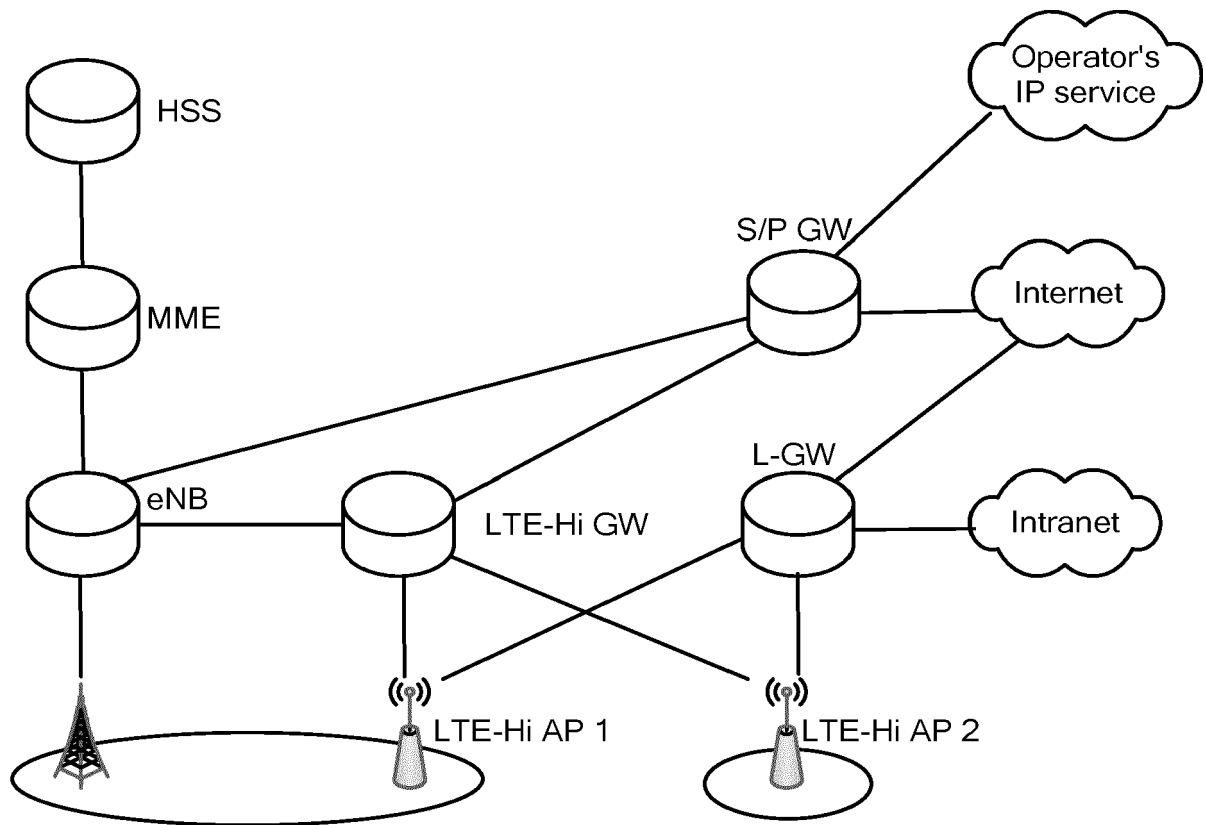 Operator's
IP service
HSS
S/P GW
Internet
MME
L-GW
eNB
LTE-Hi GW
Intranet
LTE-Hi AP 1
LTE-Hi AP 2